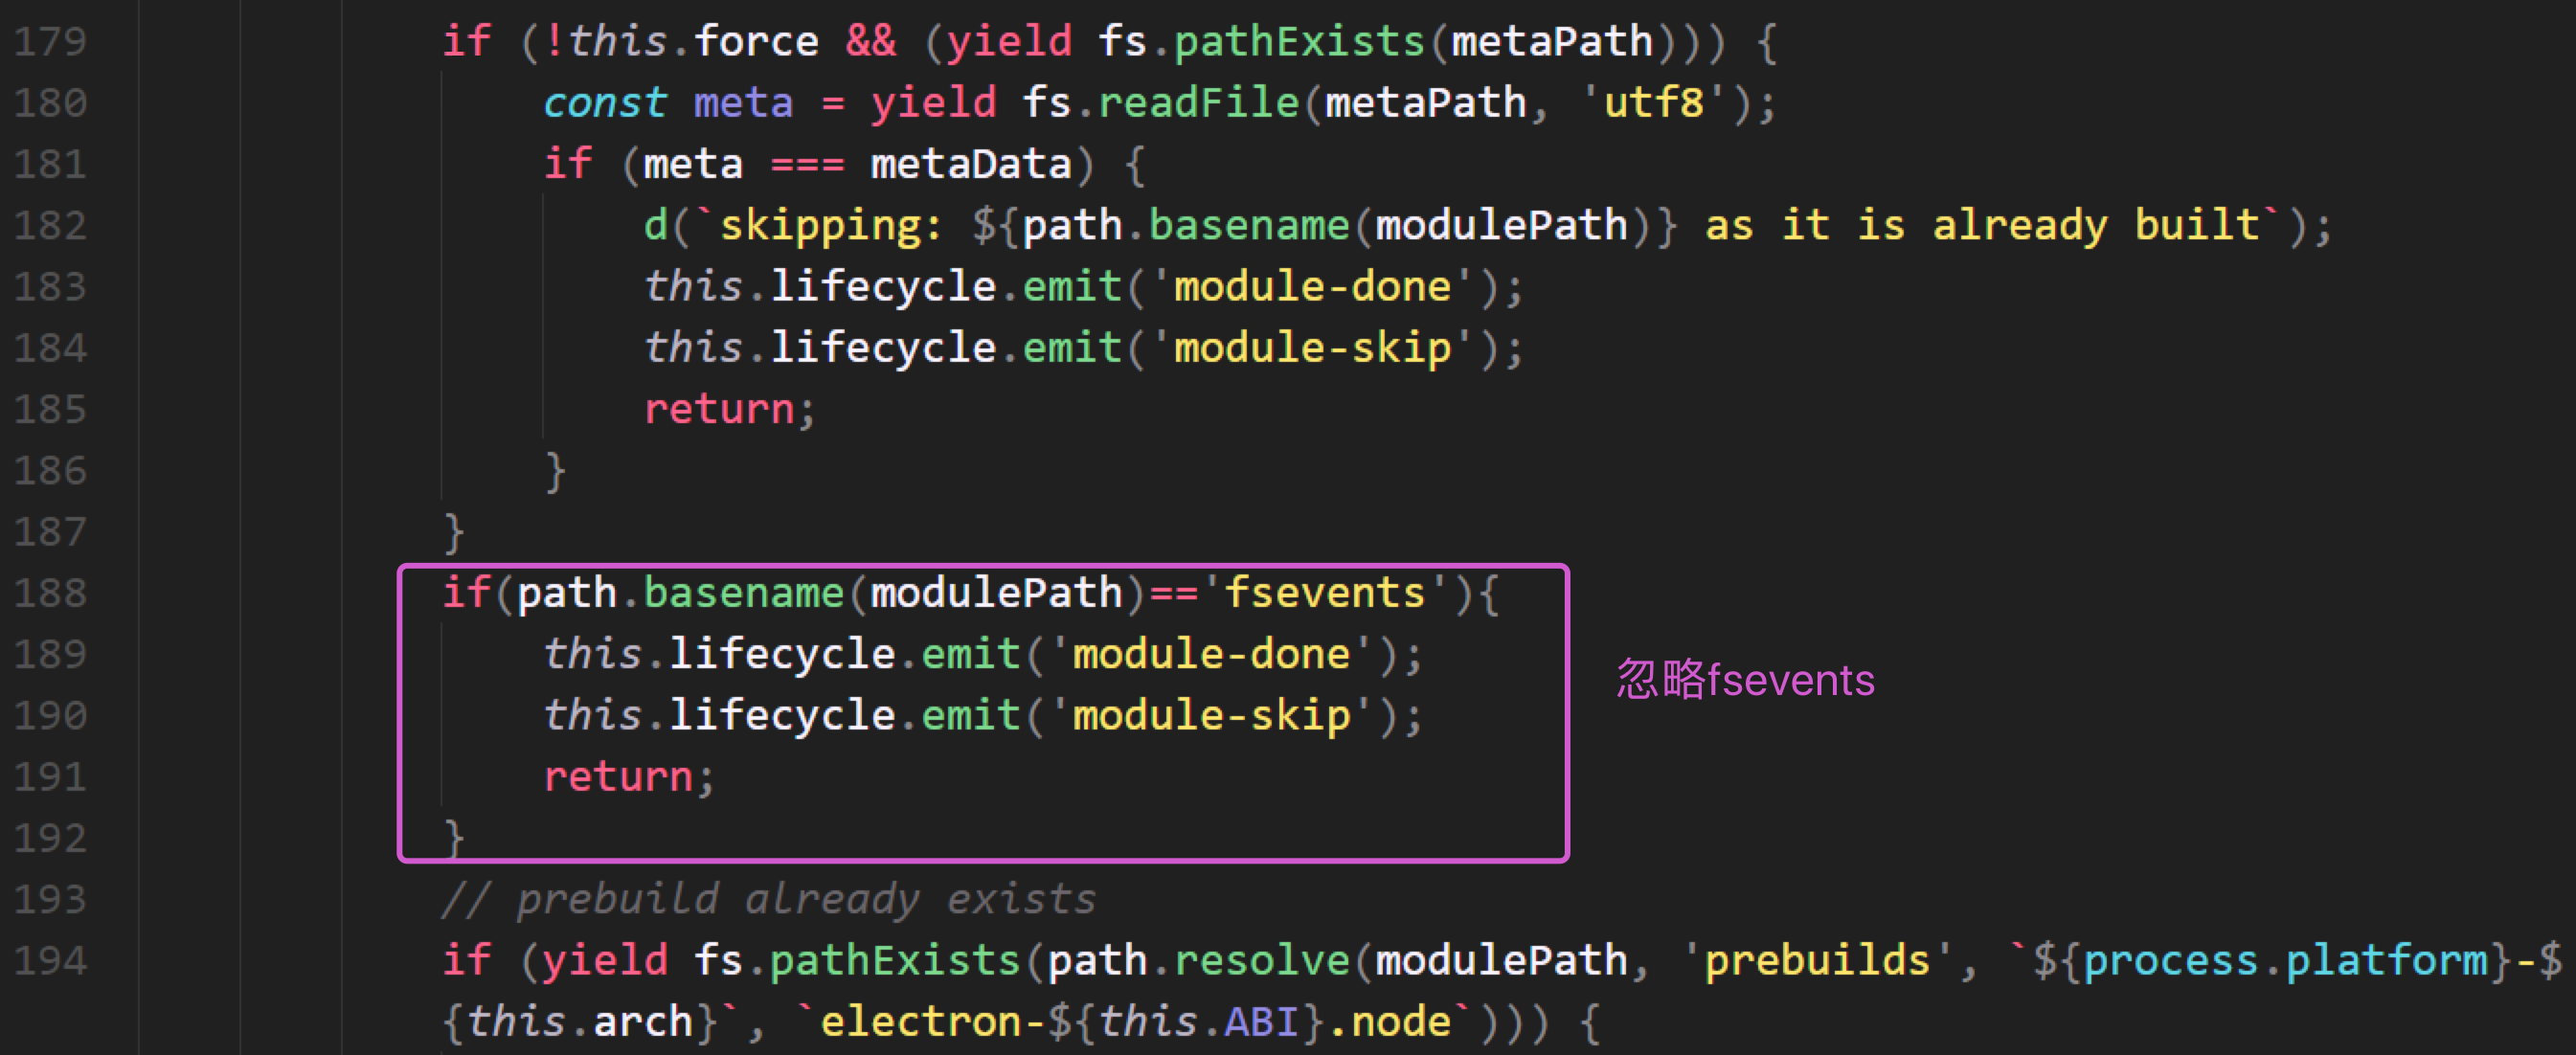 179 if (!this.force && (yield fs.pathExists(metaPath))) {
180 const meta = yield fs.readFile(metaPath, 'utf8');
181 if (meta === metaData) {
182 d(`skipping: ${path.basename(modulePath)} as it is already built`);
183 this.lifecycle.emit('module-done');
184 this.lifecycle.emit('module-skip');
185 return;
186 }
187 }
188 if(path.basename(modulePath)=='fsevents'){
189 this.lifecycle.emit('module-done');
忽略fsevents
190 this.lifecycle.emit('module-skip');
191 return;
192 }
193 // prebuild already exists
194 if (yield fs.pathExists(path.resolve(modulePath, 'prebuilds', `${process.platform}-$
{this.arch}`, `electron-${this.ABI}.node`))) {